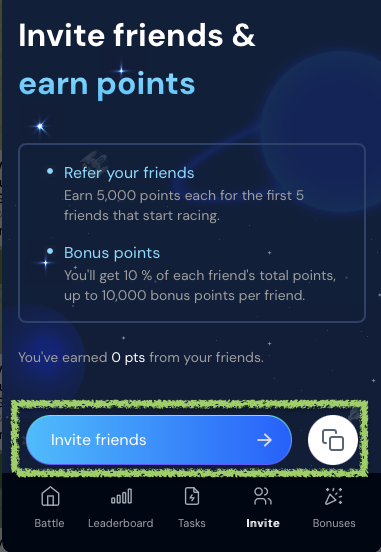 Invite friends &
earn points
Refer your friends
Earn 5,000 points each for the first 5
friends that start racing.
Bonus points
You'll get 10 % of each friend's total points,
up to 10,000 bonus points per friend.
You've earned 0 pts from your friends.
Invite friends
Battle Leaderboard Tasks Invite Bonuses